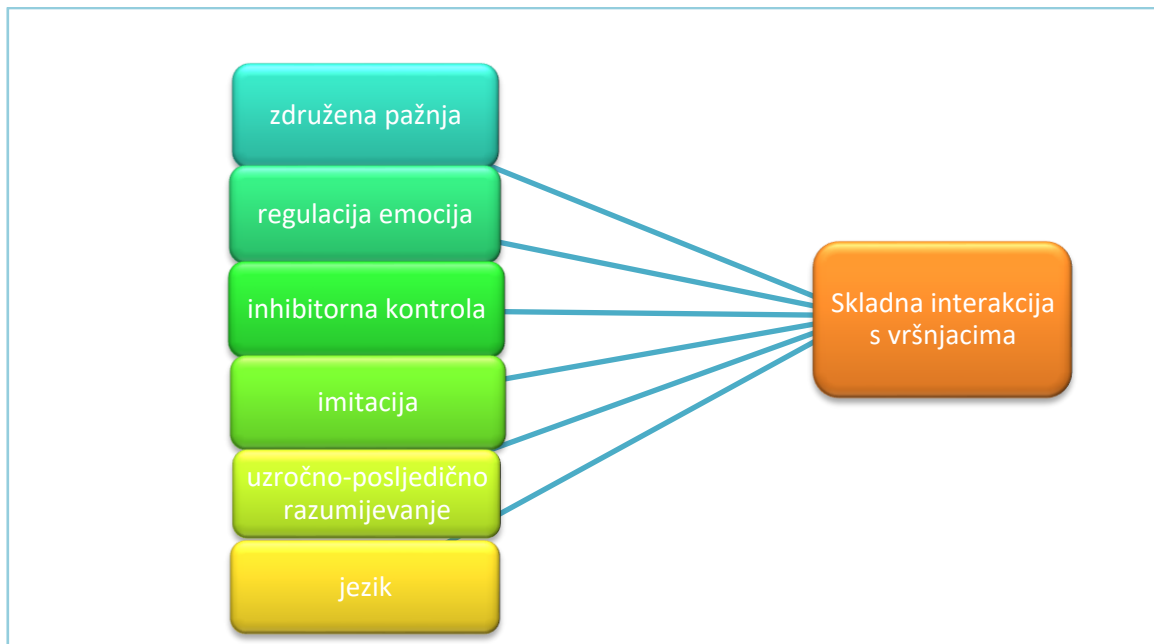 združena pažnja
regulacija emocija
inhibitorna kontrola
imitacija
uzročno-posljedično
razumijevanje
jezik
Skladna interakcija
s vršnjacima